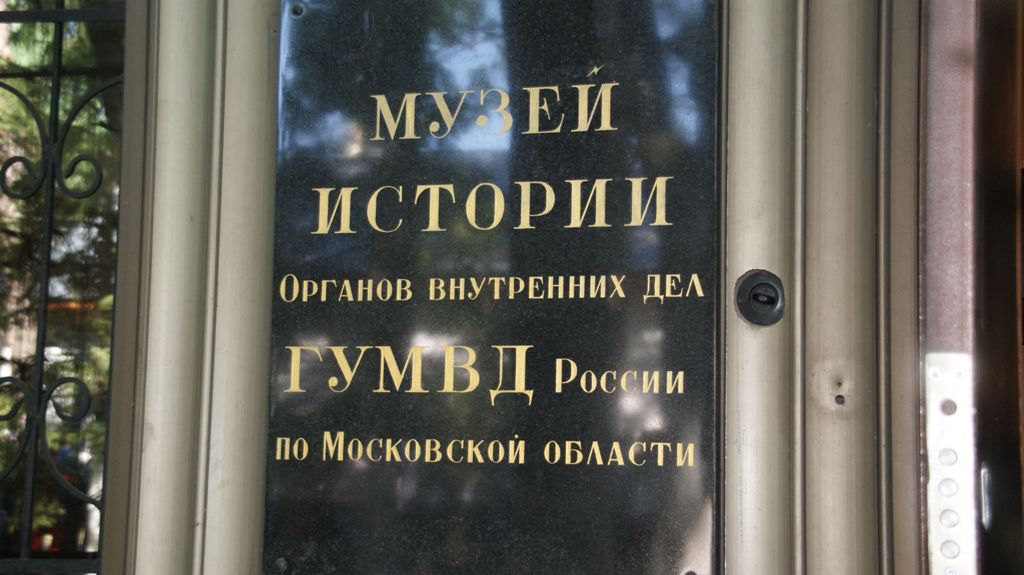 МУЗЕЙ
ИСТОРИИ
Органов внутренних дел
ГУМВД России
по Московской области